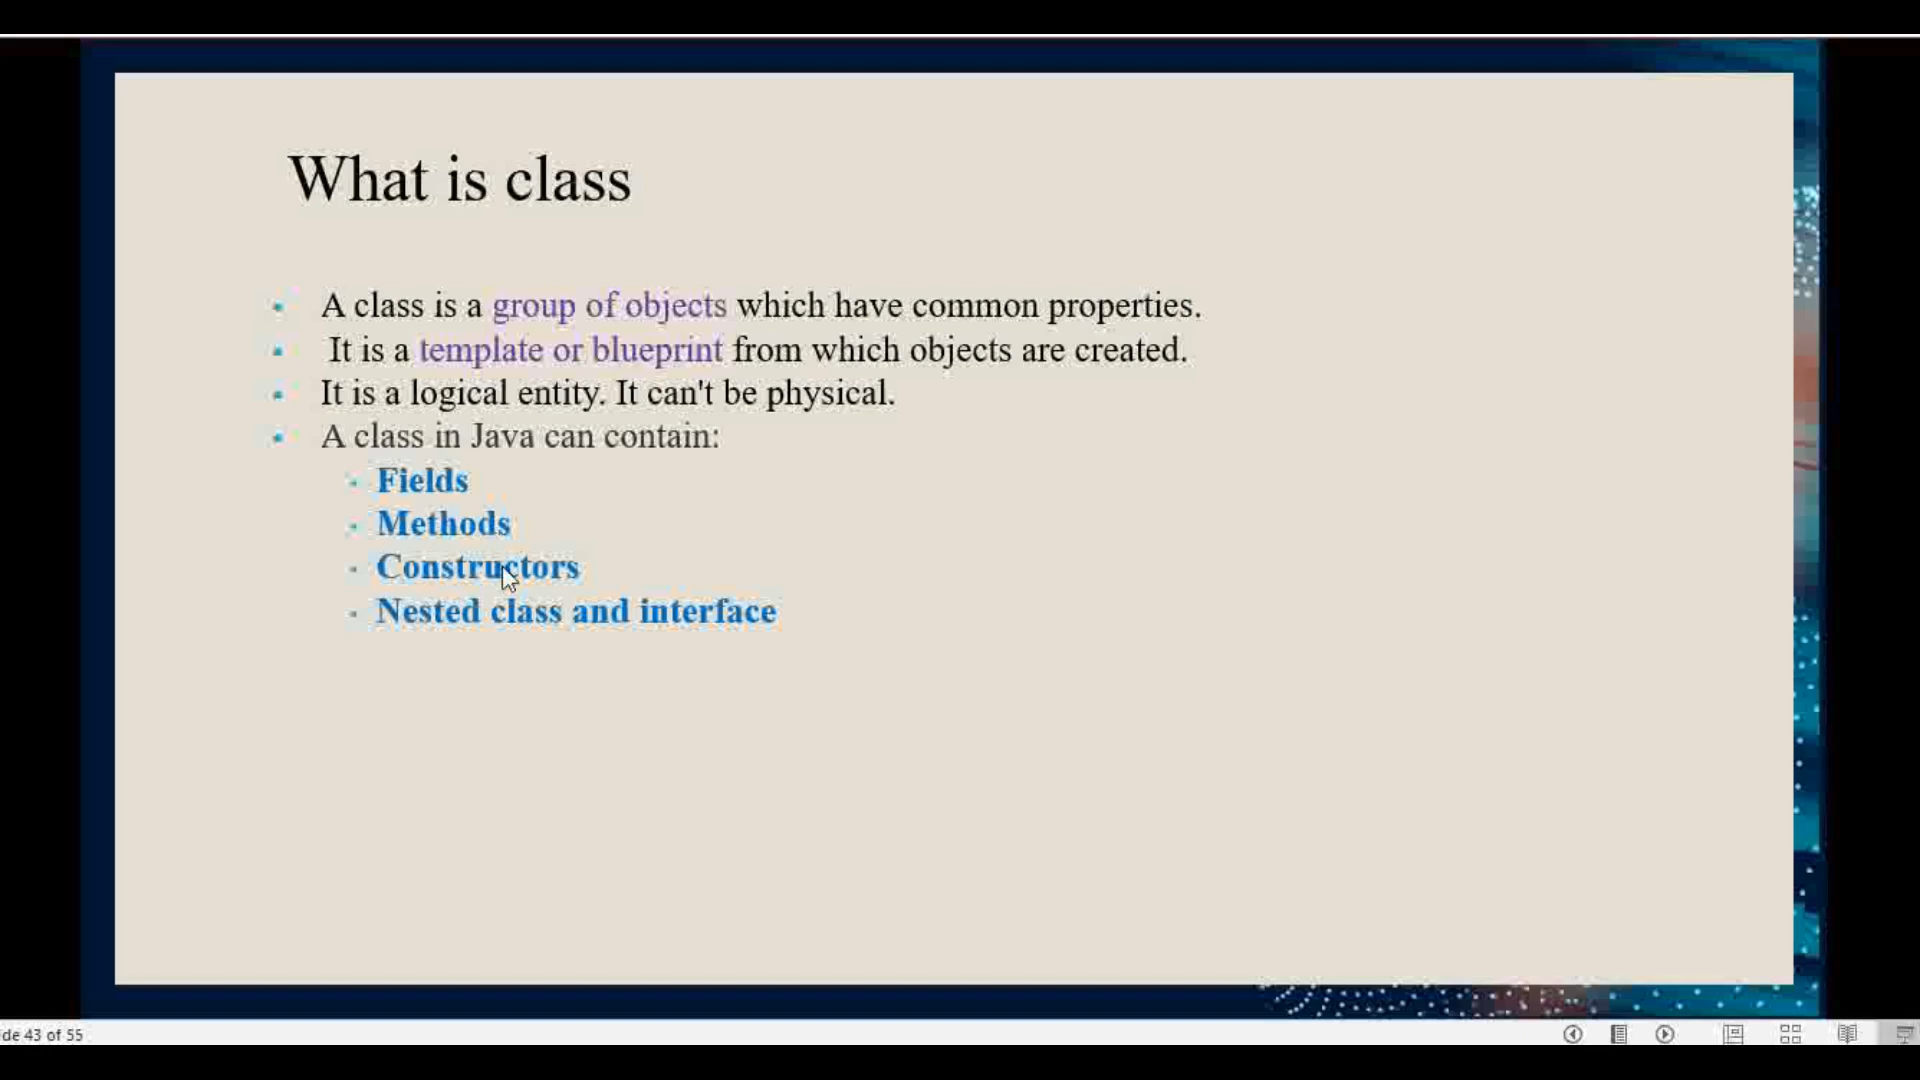 What is class
A class is a group of objects which have common properties.
It is a template or blueprint from which objects are created.
It is a logical entity. It can't be physical.
A class in Java can contain:
Fields
Methods
Constructors
Nested class and interface
de 43 of 55